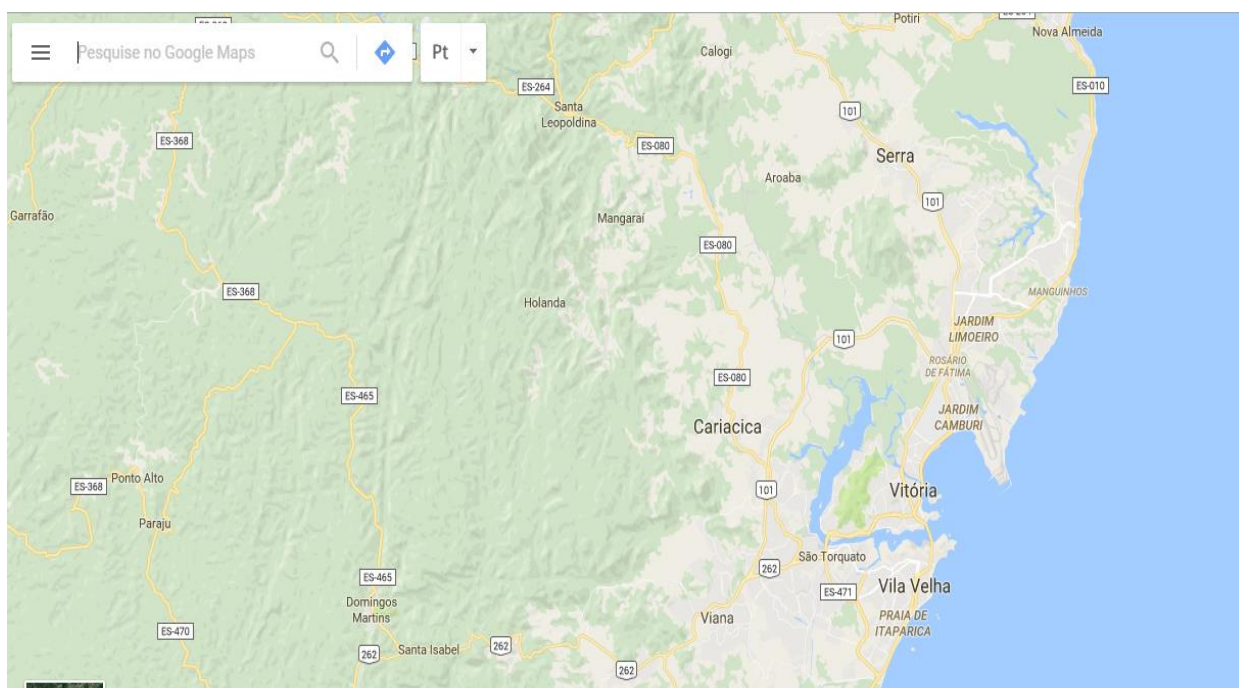 Potiri
Nova Almeida
Pesquise no Google Maps
Pt
Calogi
ES-264
ES-010
Santa
Leopoldina
101
ES-368
ES-080
Serra
Aroaba
101
Garrafão
Mangaraí
ES-080
ES-368
MANGUINHOS
Holanda
JARDIM
LIMOEIRO
101
ROSÁRIO
DE FÁTIMA
ES-080
ES-465
JARDIM
CAMBURI
Cariacica
Ponto Alto
ES-368
101
Vitória
Paraju
São Torquato
262
ES-465
Vila Velha
ES-471
Domingos
Martins
PRAIA DE
ITAPARICA
Viana
ES-470
Santa Isabel
262
262
262